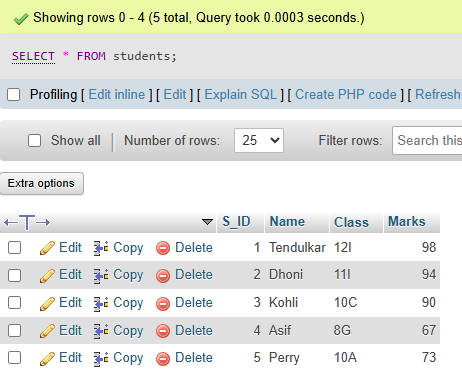 Showing rows 0 - 4 (5 total, Query took 0.0003 seconds.)
SELECT * FROM students;
Profiling [ Edit inline ] [ Edit ] [ Explain SQL ] [ Create PHP code ] [ Refresh
Show all Number of rows: 25 Filter rows: Search this
Extra options
S_ID Name Class Marks
Edit Copy Delete 1 Tendulkar 12I 98
Edit Copy Delete 2 Dhoni 11I 94
Edit Copy Delete 3 Kohli 10C 90
Edit Copy Delete 4 Asif 8G 67
Edit Copy Delete 5 Perry 10A 73